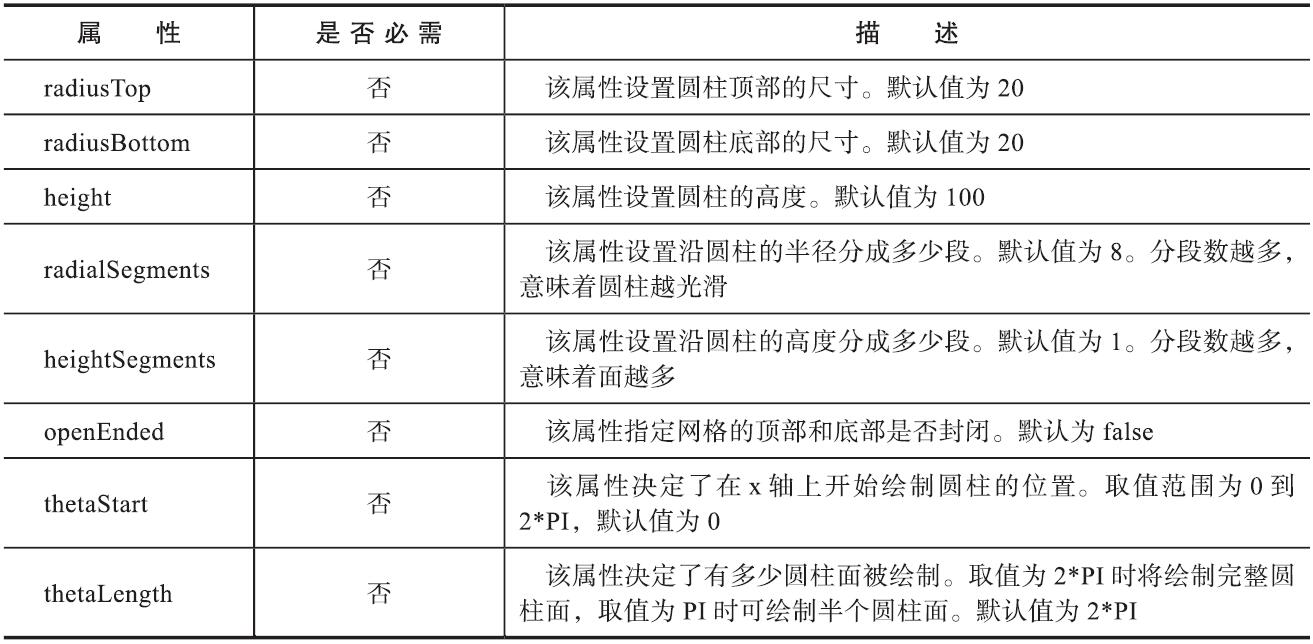 属 性 是否必需 描 述
radiusTop 否 该属性设置圆柱顶部的尺寸。默认值为 20
radiusBottom 否 该属性设置圆柱底部的尺寸。默认值为 20
height 否 该属性设置圆柱的高度。默认值为 100
radialSegments 否 该属性设置沿圆柱的半径分成多少段。默认值为 8。分段数越多，
意味着圆柱越光滑
heightSegments 否 该属性设置沿圆柱的高度分成多少段。默认值为 1。分段数越多，
意味着面越多
openEnded 否 该属性指定网格的顶部和底部是否封闭。默认为 false
thetaStart 否 该属性决定了在 x 轴上开始绘制圆柱的位置。取值范围为 0 到
2*PI，默认值为 0
thetaLength 否 该属性决定了有多少圆柱面被绘制。取值为 2*PI 时将绘制完整圆
柱面，取值为 PI 时可绘制半个圆柱面。默认值为 2*PI